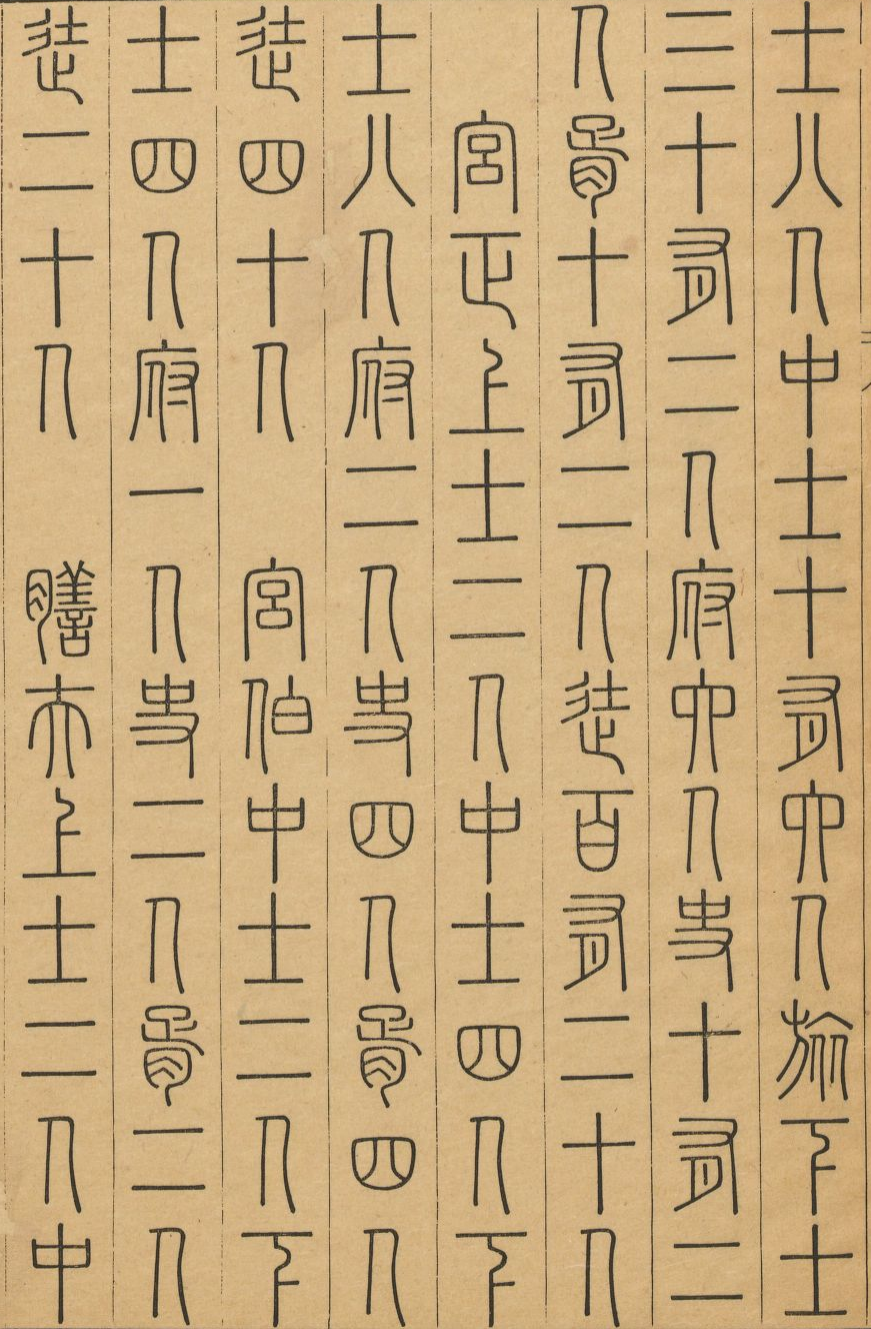 士八人中士十有六人旅下士
三十有二人府六人史十有二
人胥十有二人徒百有二十人
宮正上士二人中士四人下
士八人府二人史四人胥四人
徒四十人 宮伯中士二人下
士四人府一人史二人胥二人
徒二十人 膳夫上士二人中